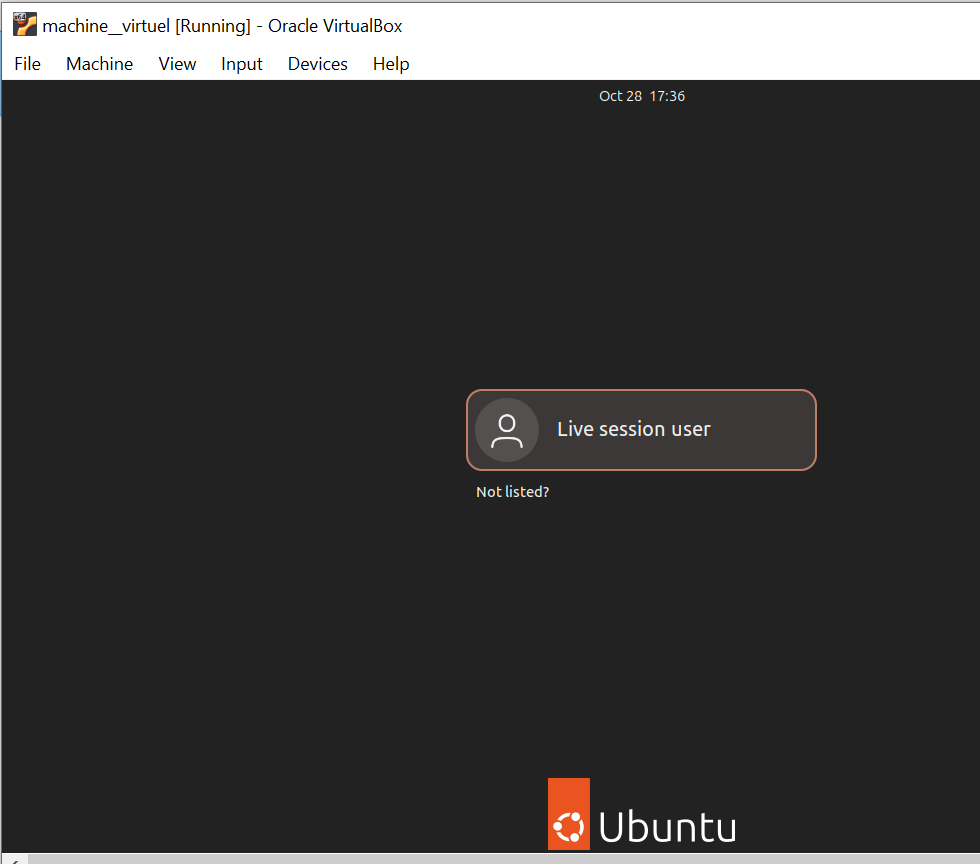 machine__virtuel [Running] - Oracle VirtualBox
File Machine View Input Devices Help
Oct 28 17:36
Live session user
Not listed?
Ubuntu